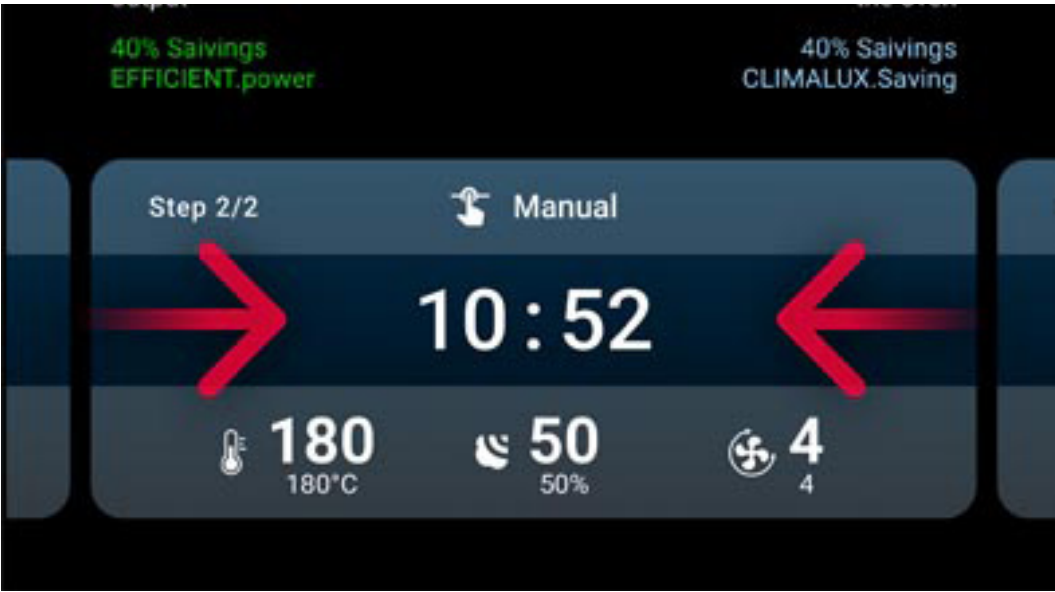 40% Saivings
EFFICIENT.power
40% Saivings
CLIMALUX.Saving
Step 2/2
Manual
10:52
180
180°C
50
50%
4
4